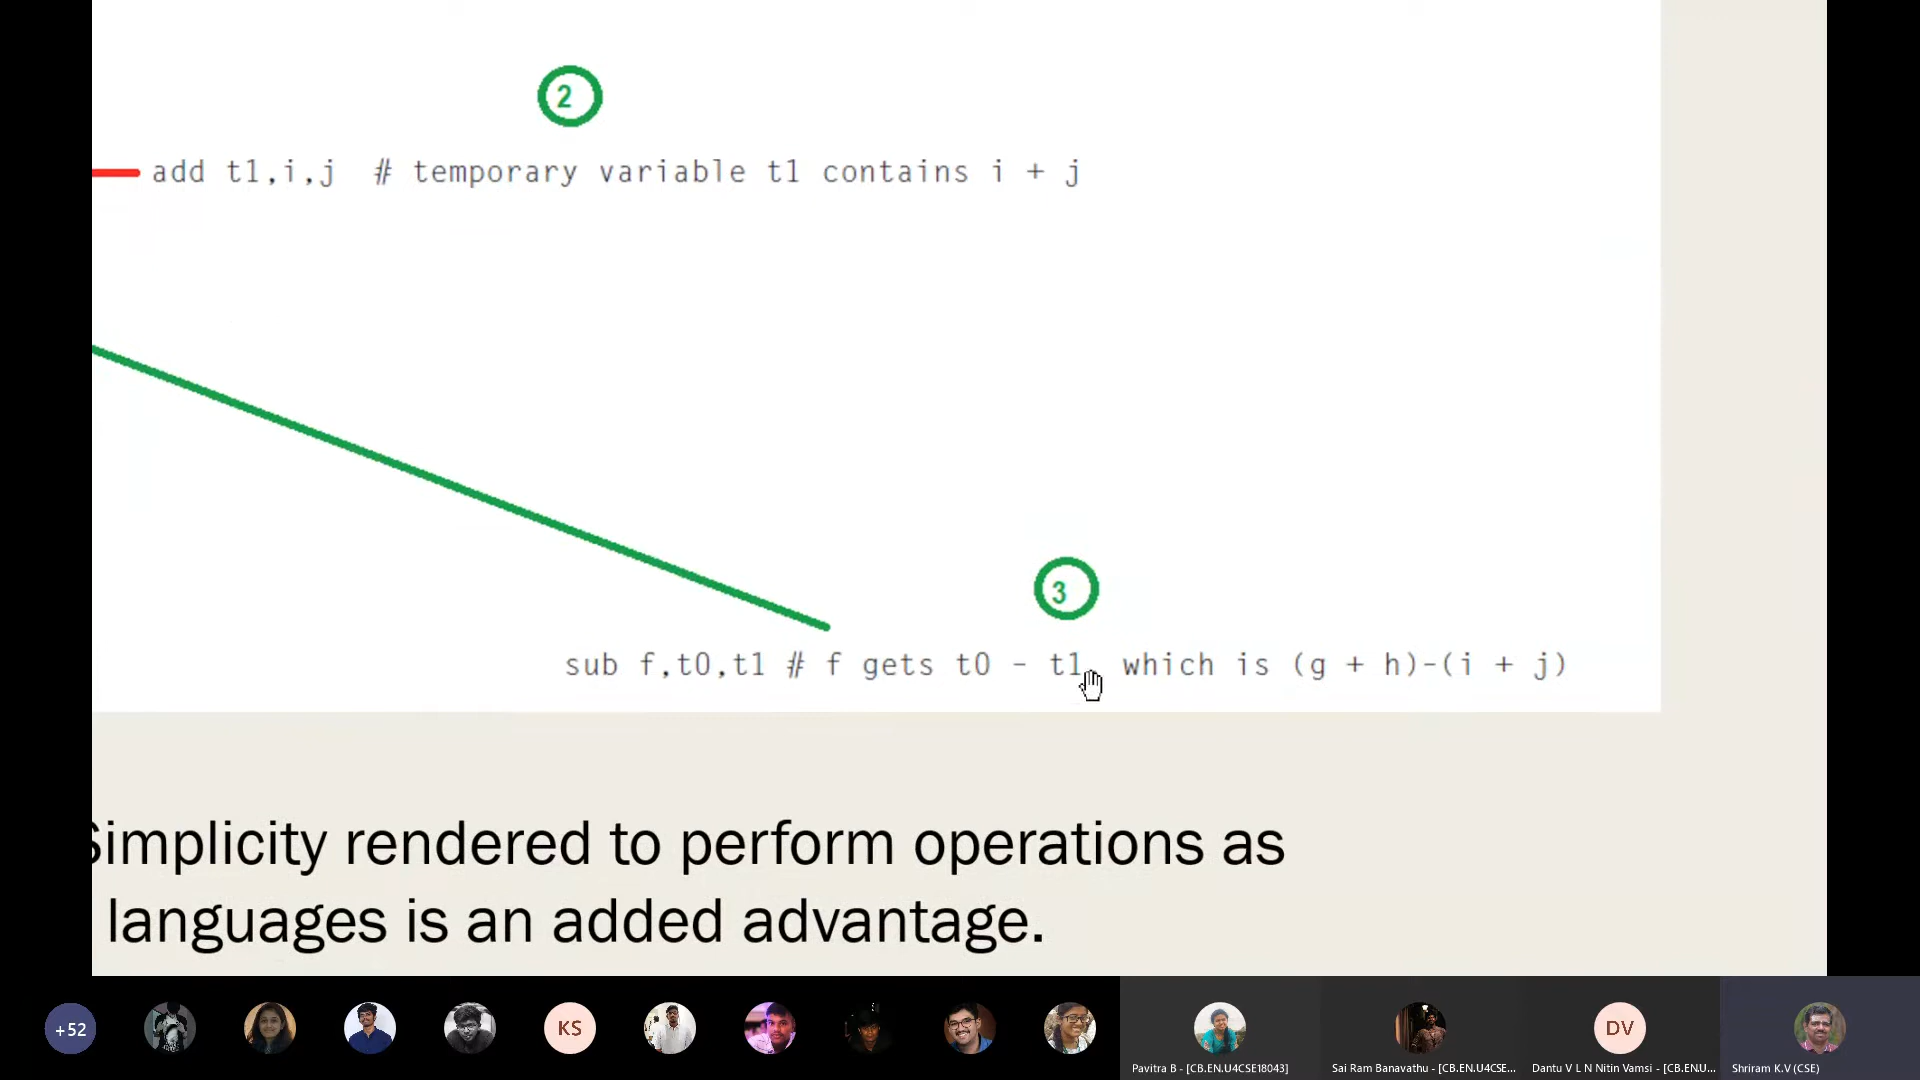 2
add t1,i,j # temporary variable t1 contains i + j
3
sub f,t0,t1 # f gets t0 - t1, which is (g + h)-(i + j)
Simplicity rendered to perform operations as
languages is an added advantage.
+52
KS
DV
Pavitra B - [CB.EN.U4CSE18043]
Sai Ram Banavathu - [CB.EN.U4CSE...
Dantu V L N Nitin Vamsi - [CB.EN.U...
Shriram K.V (CSE)